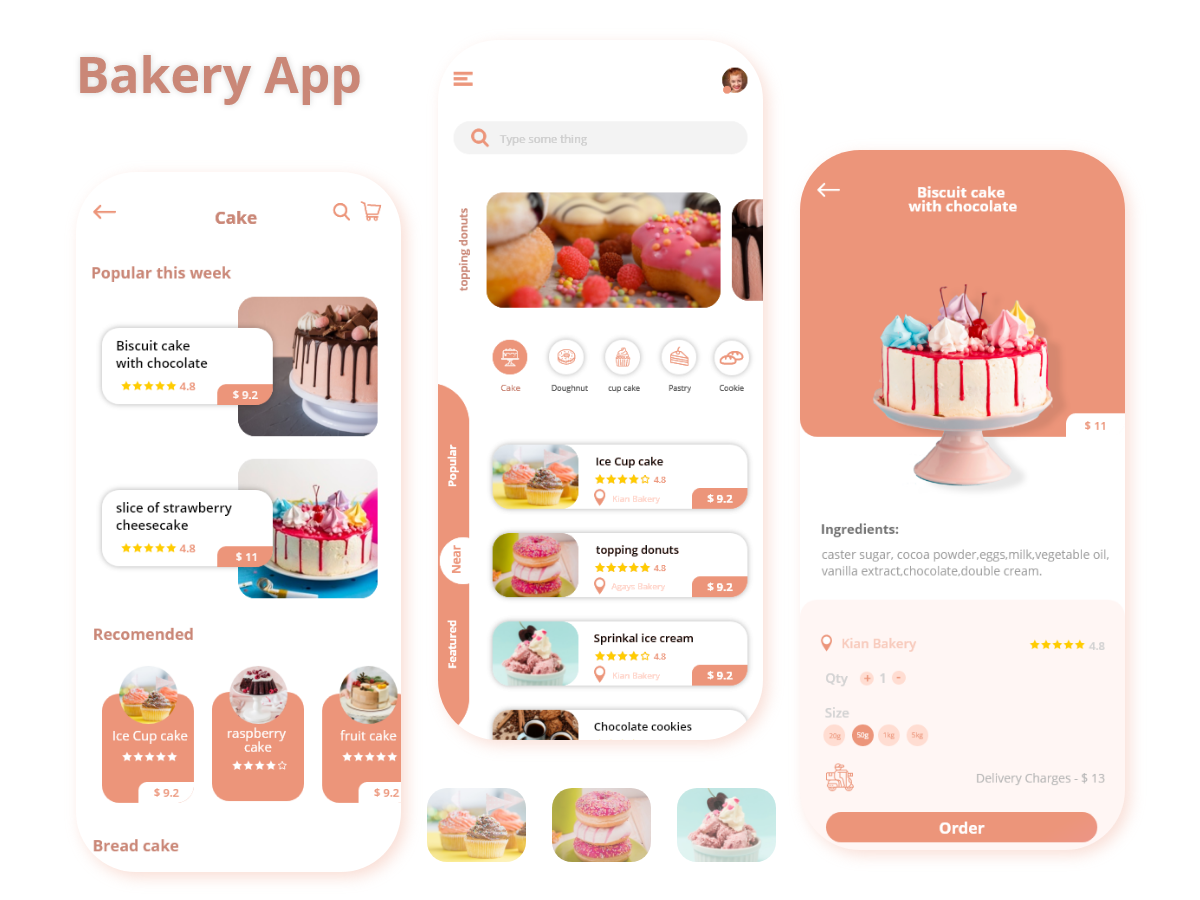 Bakery App
Cake
Popular this week
Biscuit cake
with chocolate
4.8
$ 9.2
slice of strawberry
cheesecake
4.8
$ 11
Recomended
Ice Cup cake
$ 9.2
raspberry
cake
fruit cake
$ 9.2
Bread cake
Type some thing
topping donuts
Cake
Doughnut
cup cake
Pastry
Cookie
Popular
Near
Featured
Ice Cup cake
4.8
Kian Bakery
$ 9.2
topping donuts
4.8
Agays Bakery
$ 9.2
Sprinkal ice cream
4.8
Kian Bakery
$ 9.2
Chocolate cookies
Biscuit cake
with chocolate
$ 11
Ingredients:
caster sugar, cocoa powder,eggs,milk,vegetable oil,
vanilla extract,chocolate,double cream.
Kian Bakery
4.8
Qty + 1 -
Size
20g 50g 1kg 5kg
Delivery Charges - $ 13
Order